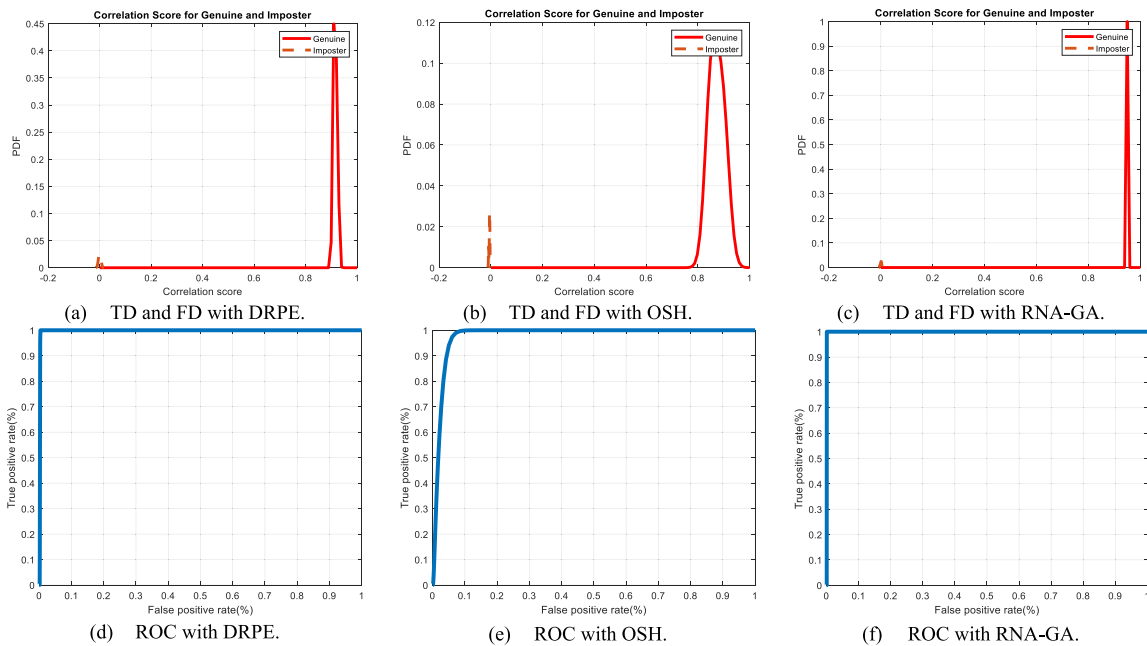 Correlation Score for Genuine and Imposter
0.45
0.4
0.35
0.3
0.25
0.2
0.15
0.1
0.05
0
PDF
Genuine
Imposter
-0.2 0 0.2 0.4 0.6 0.8 1
Correlation score
(a) TD and FD with DRPE.
Correlation Score for Genuine and Imposter
0.12
0.1
0.08
0.06
0.04
0.02
0
PDF
Genuine
Imposter
-0.2 0 0.2 0.4 0.6 0.8 1
Correlation score
(b) TD and FD with OSH.
Correlation Score for Genuine and Imposter
1
0.9
0.8
0.7
0.6
0.5
0.4
0.3
0.2
0.1
0
PDF
Genuine
Imposter
-0.2 0 0.2 0.4 0.6 0.8 1
Correlation score
(c) TD and FD with RNA-GA.
1
0.9
0.8
0.7
0.6
0.5
0.4
0.3
0.2
0.1
0
True positive rate(%)
0 0.1 0.2 0.3 0.4 0.5 0.6 0.7 0.8 0.9 1
False positive rate(%)
(d) ROC with DRPE.
1
0.9
0.8
0.7
0.6
0.5
0.4
0.3
0.2
0.1
0
True positive rate(%)
0 0.1 0.2 0.3 0.4 0.5 0.6 0.7 0.8 0.9 1
False positive rate(%)
(e) ROC with OSH.
1
0.9
0.8
0.7
0.6
0.5
0.4
0.3
0.2
0.1
0
True positive rate(%)
0 0.1 0.2 0.3 0.4 0.5 0.6 0.7 0.8 0.9 1
False positive rate(%)
(f) ROC with RNA-GA.